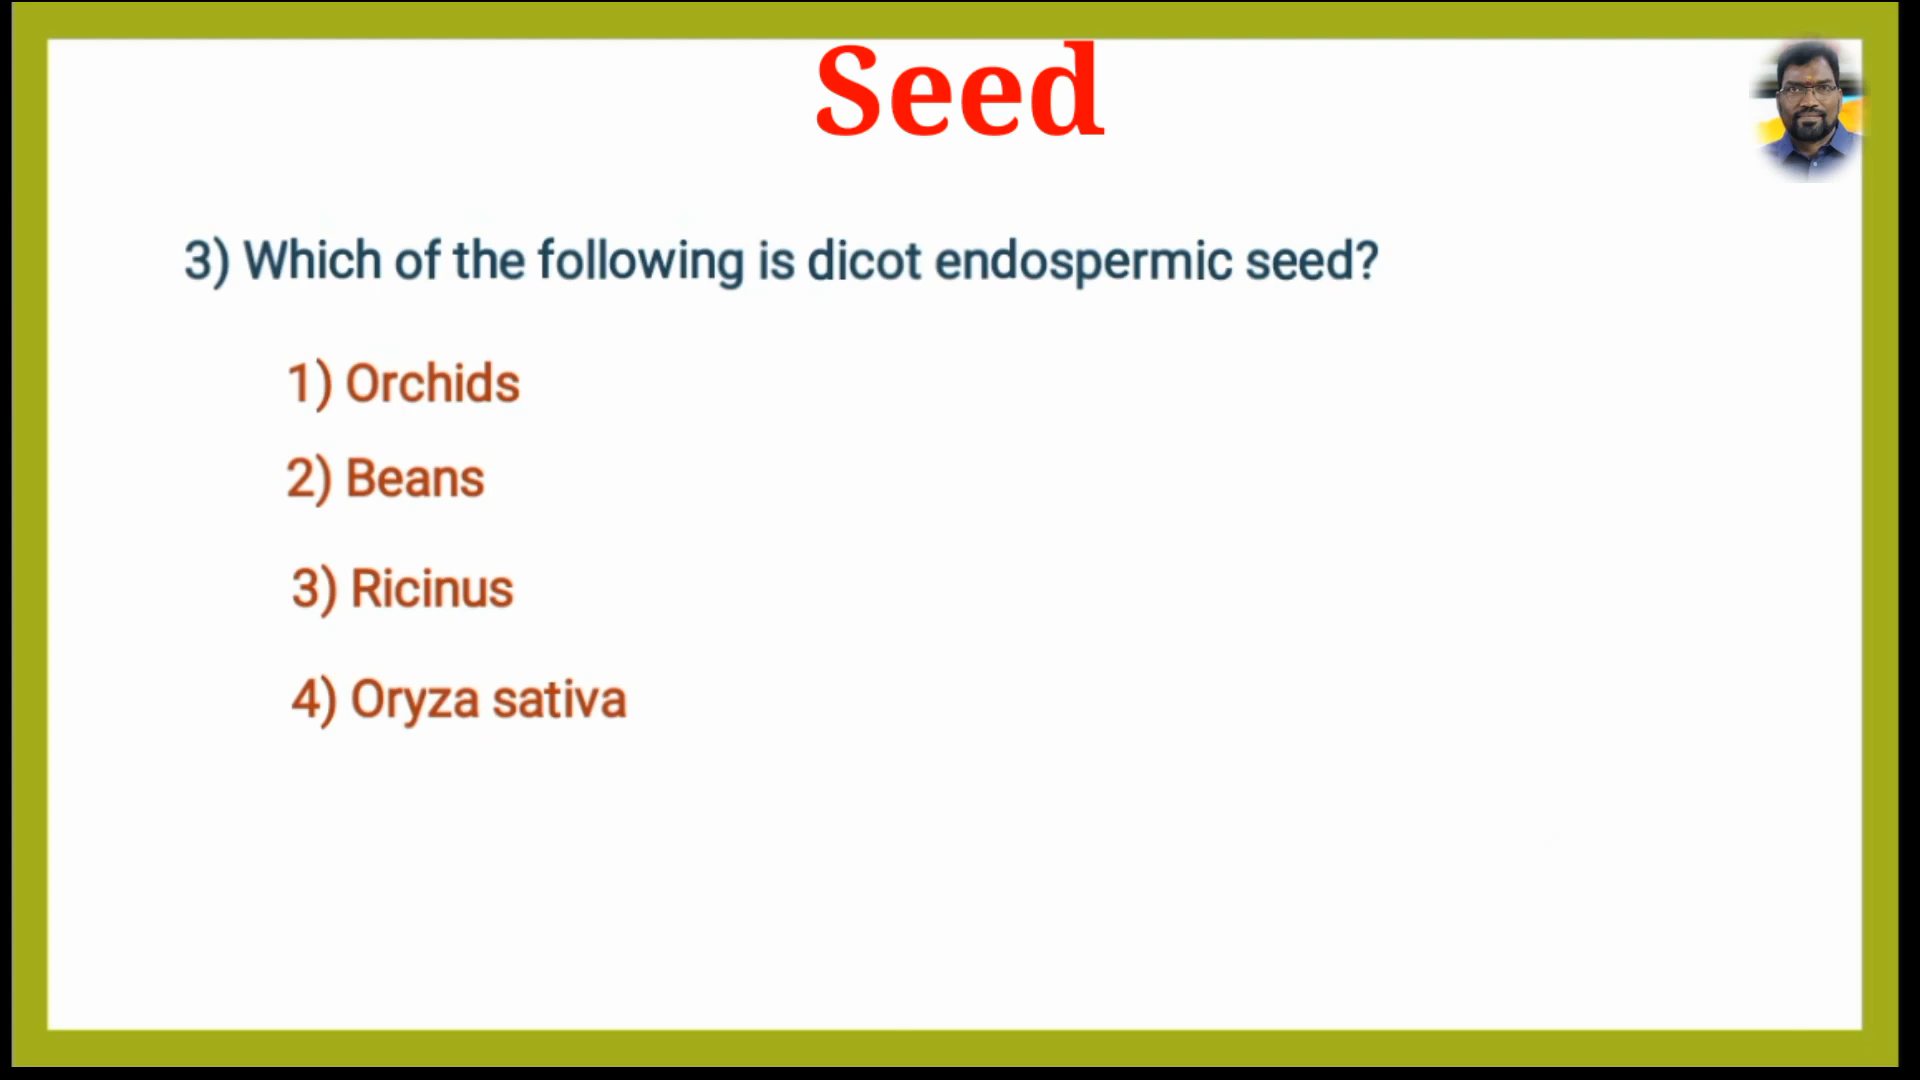 Seed
3) Which of the following is dicot endospermic seed?
1) Orchids
2) Beans
3) Ricinus
4) Oryza sativa